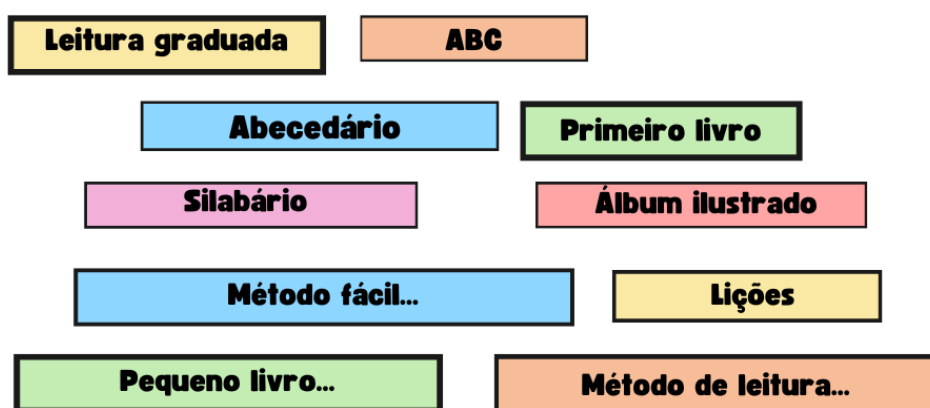 Leitura graduada
ABC
Abecedário
Primeiro livro
Silabário
Álbum ilustrado
Método fácil...
Lições
Pequeno livro...
Método de leitura...